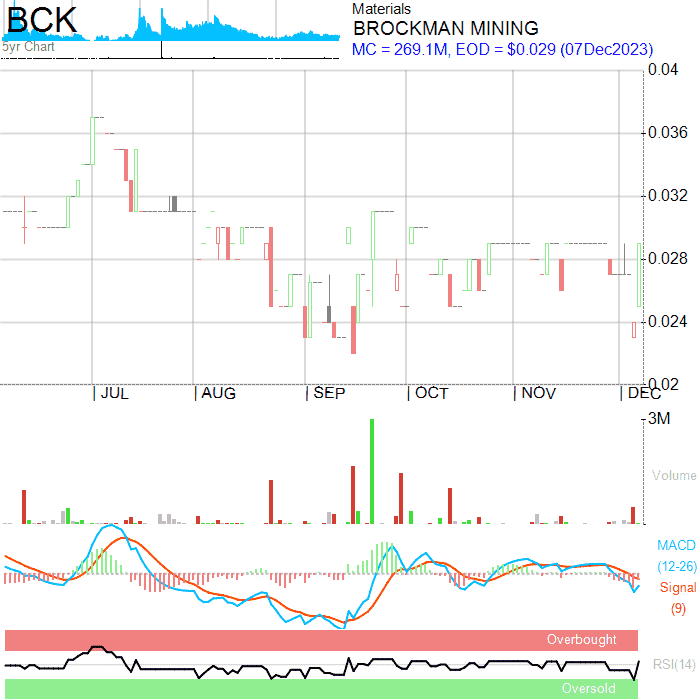 BCK
5yr Chart
Materials
BROCKMAN MINING
MC = 269.1M, EOD = $0.029 (07Dec2023)
0.04
0.036
0.032
0.028
0.024
0.02
JUL AUG SEP OCT NOV DEC
3M
Volume
MACD
(12-26)
Signal
(9)
Overbought
RSI(14)
Oversold